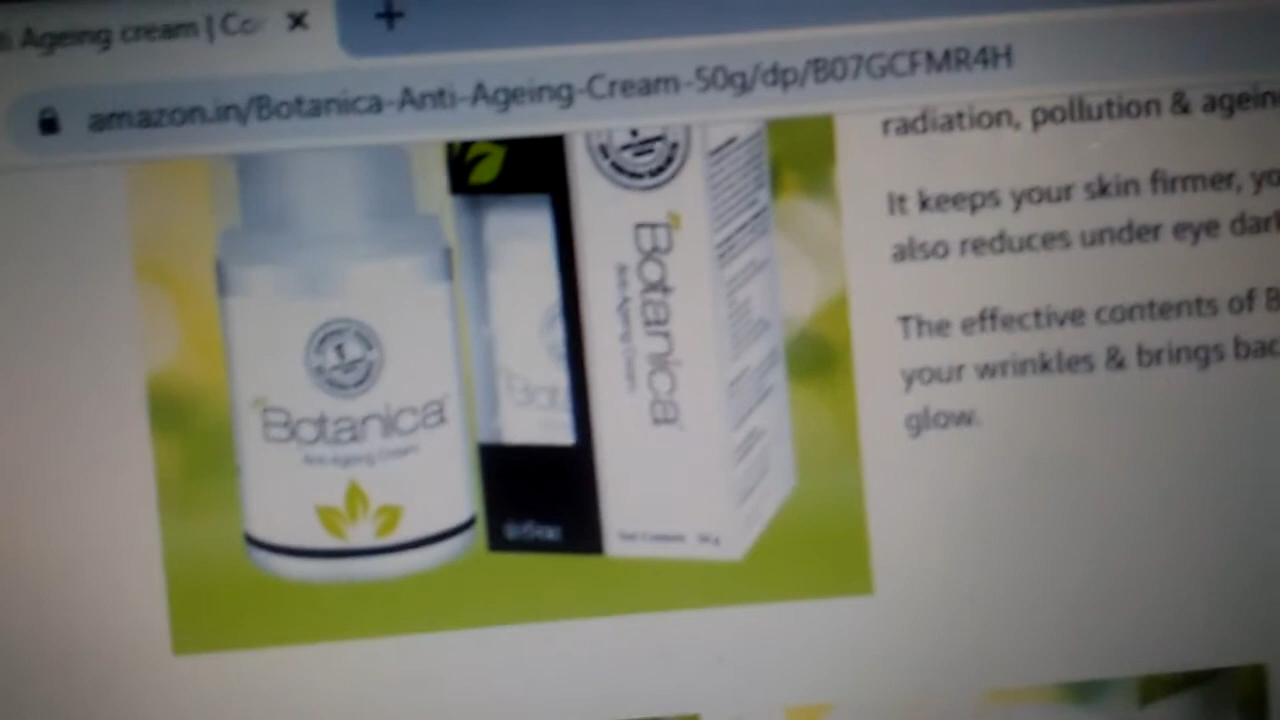 Ageing cream | Co
amazon.in/Botanica-Anti-Ageing-Cream-50g/dp/B07GCFMR4H
radiation, pollution & agein
It keeps your skin firmer, yo
also reduces under eye dar
The effective contents of B
your wrinkles & brings bac
glow.
Botanica
Anti Ageing Cream
Bot
Botanica
Anti Ageing Cream